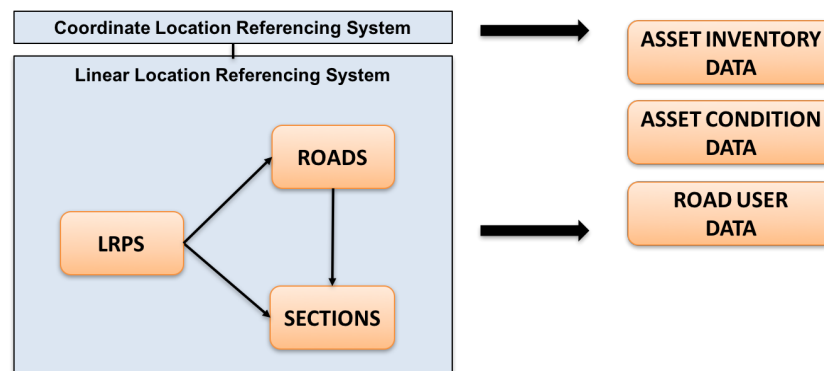 Coordinate Location Referencing System
Linear Location Referencing System
ROADS
LRPS
SECTIONS
ASSET INVENTORY
DATA
ASSET CONDITION
DATA
ROAD USER
DATA